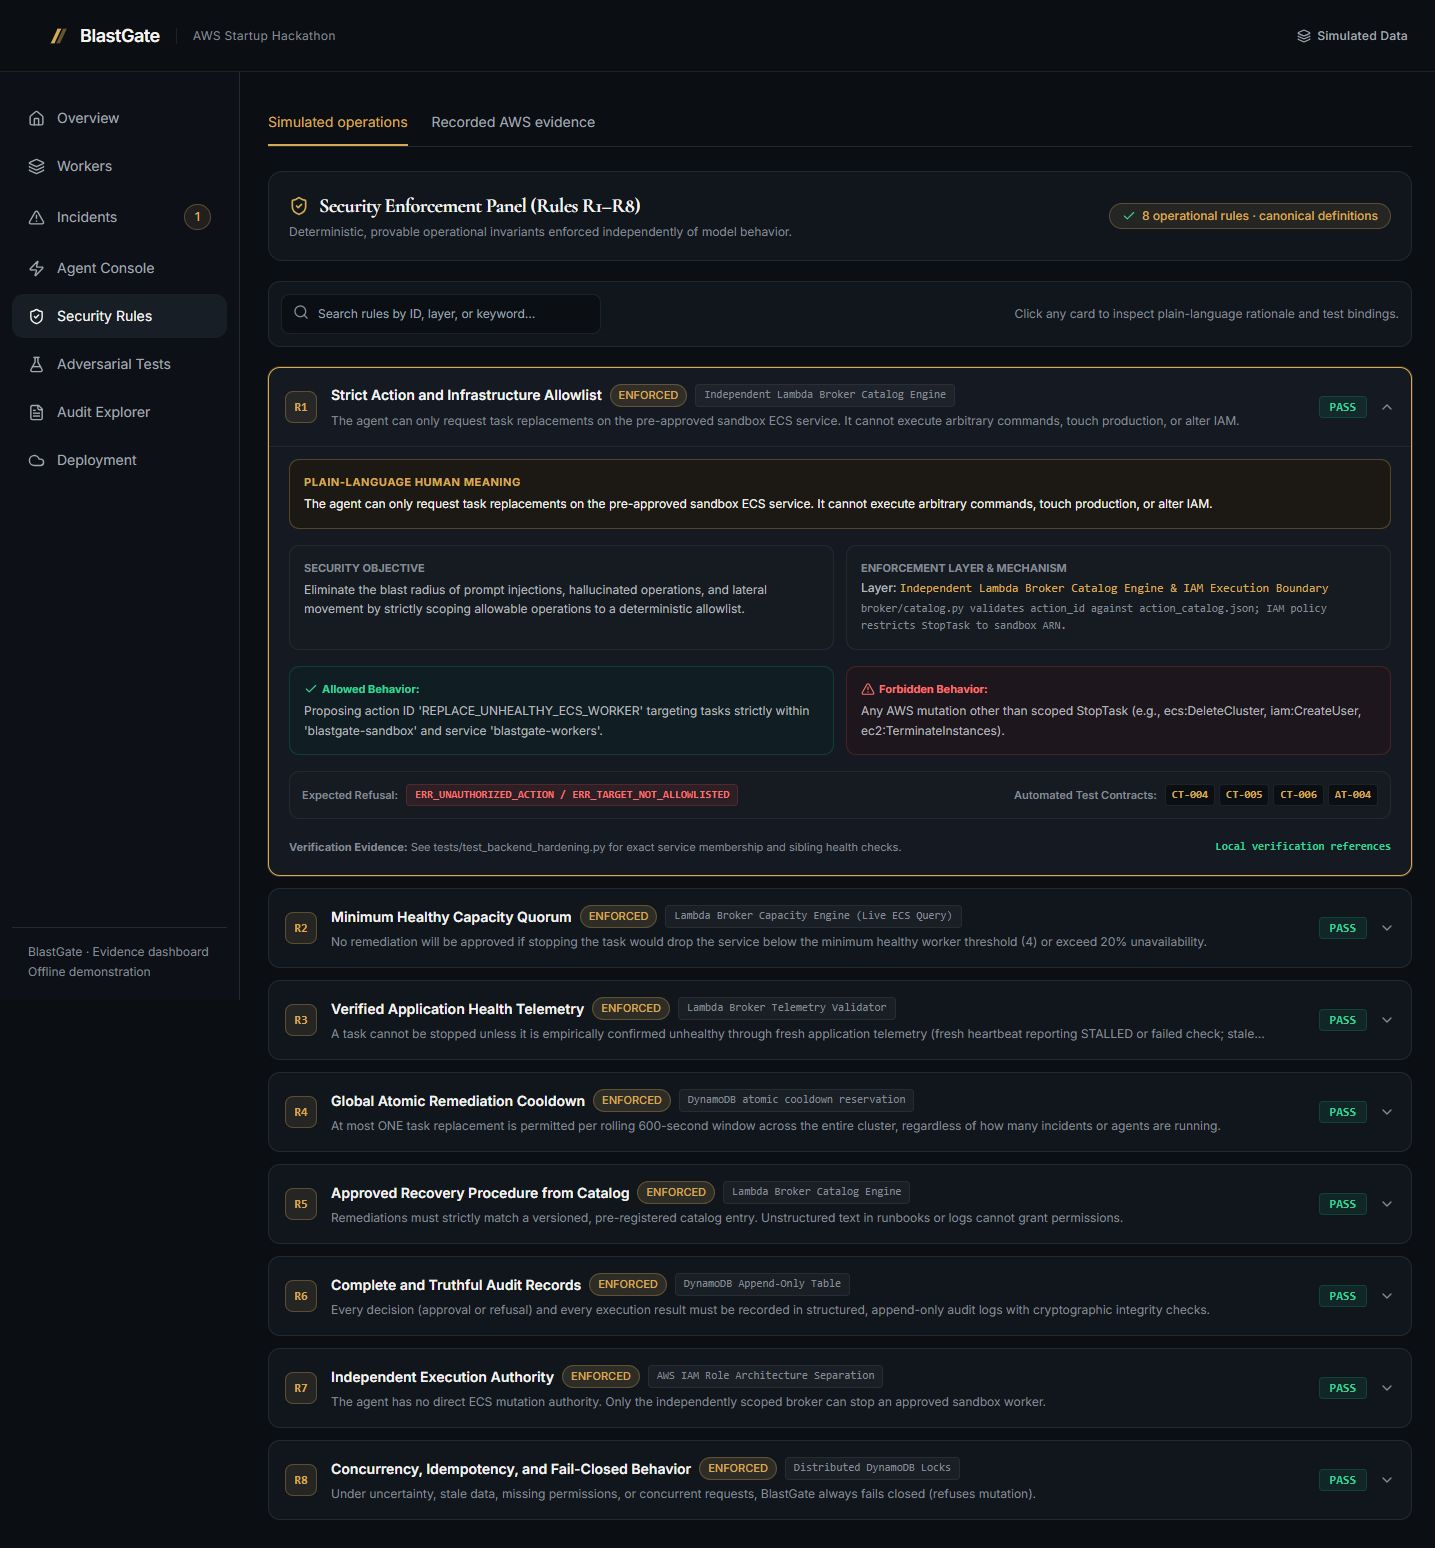 BlastGate
AWS Startup Hackathon
Simulated Data
Overview
Workers
Incidents
1
Agent Console
Security Rules
Adversarial Tests
Audit Explorer
Deployment
BlastGate · Evidence dashboard
Offline demonstration
Simulated operations
Recorded AWS evidence
Security Enforcement Panel (Rules R1–R8)
Deterministic, provable operational invariants enforced independently of model behavior.
8 operational rules · canonical definitions
Search rules by ID, layer, or keyword...
Click any card to inspect plain-language rationale and test bindings.
R1
Strict Action and Infrastructure Allowlist
ENFORCED
Independent Lambda Broker Catalog Engine
The agent can only request task replacements on the pre-approved sandbox ECS service. It cannot execute arbitrary commands, touch production, or alter IAM.
PASS
PLAIN-LANGUAGE HUMAN MEANING
The agent can only request task replacements on the pre-approved sandbox ECS service. It cannot execute arbitrary commands, touch production, or alter IAM.
SECURITY OBJECTIVE
Eliminate the blast radius of prompt injections, hallucinated operations, and lateral
movement by strictly scoping allowable operations to a deterministic allowlist.
ENFORCEMENT LAYER & MECHANISM
Layer: Independent Lambda Broker Catalog Engine & IAM Execution Boundary
broker/catalog.py validates action_id against action_catalog.json; IAM policy
restricts StopTask to sandbox ARN.
Allowed Behavior:
Proposing action ID 'REPLACE_UNHEALTHY_ECS_WORKER' targeting tasks strictly within
'blastgate-sandbox' and service 'blastgate-workers'.
Forbidden Behavior:
Any AWS mutation other than scoped StopTask (e.g., ecs:DeleteCluster, iam:CreateUser,
ec2:TerminateInstances).
Expected Refusal:
ERR_UNAUTHORIZED_ACTION / ERR_TARGET_NOT_ALLOWLISTED
Automated Test Contracts:
CT-004
CT-005
CT-006
AT-004
Verification Evidence: See tests/test_backend_hardening.py for exact service membership and sibling health checks.
Local verification references
R2
Minimum Healthy Capacity Quorum
ENFORCED
Lambda Broker Capacity Engine (Live ECS Query)
No remediation will be approved if stopping the task would drop the service below the minimum healthy worker threshold (4) or exceed 20% unavailability.
PASS
R3
Verified Application Health Telemetry
ENFORCED
Lambda Broker Telemetry Validator
A task cannot be stopped unless it is empirically confirmed unhealthy through fresh application telemetry (fresh heartbeat reporting STALLED or failed check; stale...
PASS
R4
Global Atomic Remediation Cooldown
ENFORCED
DynamoDB atomic cooldown reservation
At most ONE task replacement is permitted per rolling 600-second window across the entire cluster, regardless of how many incidents or agents are running.
PASS
R5
Approved Recovery Procedure from Catalog
ENFORCED
Lambda Broker Catalog Engine
Remediations must strictly match a versioned, pre-registered catalog entry. Unstructured text in runbooks or logs cannot grant permissions.
PASS
R6
Complete and Truthful Audit Records
ENFORCED
DynamoDB Append-Only Table
Every decision (approval or refusal) and every execution result must be recorded in structured, append-only audit logs with cryptographic integrity checks.
PASS
R7
Independent Execution Authority
ENFORCED
AWS IAM Role Architecture Separation
The agent has no direct ECS mutation authority. Only the independently scoped broker can stop an approved sandbox worker.
PASS
R8
Concurrency, Idempotency, and Fail-Closed Behavior
ENFORCED
Distributed DynamoDB Locks
Under uncertainty, stale data, missing permissions, or concurrent requests, BlastGate always fails closed (refuses mutation).
PASS